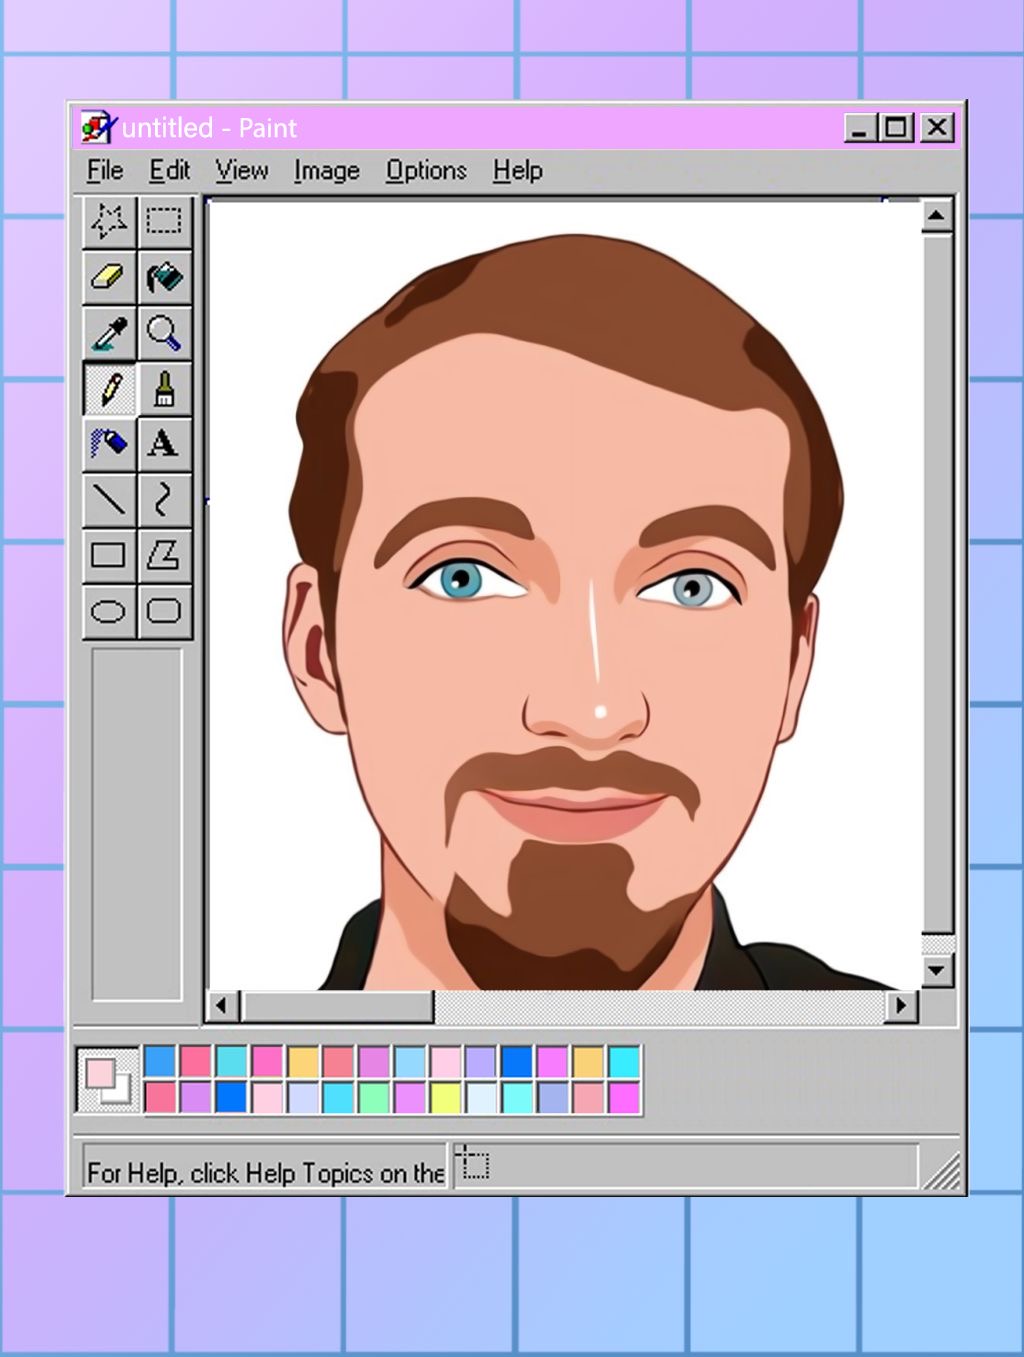 untitled - Paint
File Edit View Image Options Help
A
For Help, click Help Topics on the